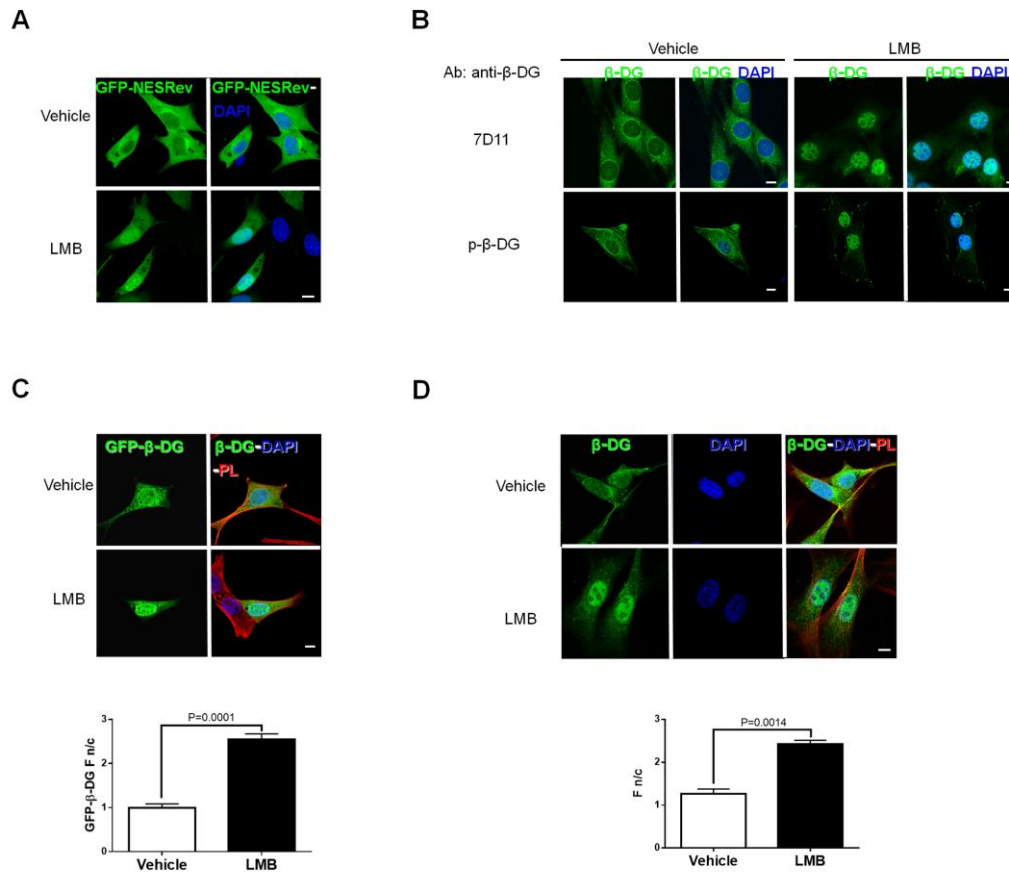 A
GFP-NESRev
GFP-NESRev-
DAPI
Vehicle
LMB
B
Vehicle
LMB
Ab: anti-β-DG
β-DG
β-DG DAPI
β-DG
β-DG DAPI
7D11
p-β-DG
C
GFP-β-DG
β-DG-DAPI
-PL
Vehicle
LMB
3
2
1
0
GFP-β-DG F n/c
P=0.0001
Vehicle
LMB
D
β-DG
DAPI
β-DG-DAPI-PL
Vehicle
LMB
3
2
1
0
F n/c
P=0.0014
Vehicle
LMB